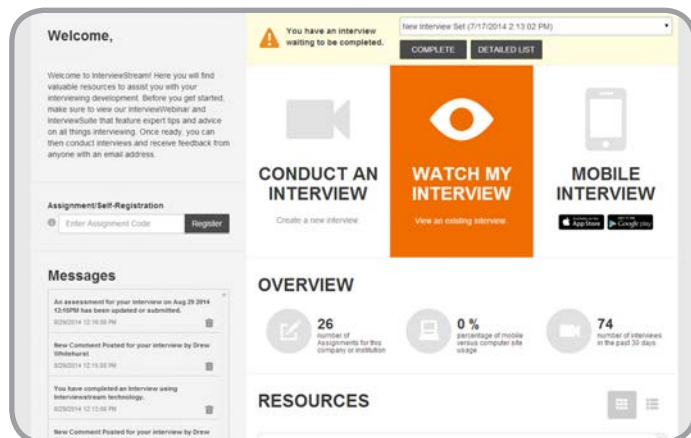 Welcome,
Welcome to InterviewStream! Here you will find
valuable resources to assist you with your
interviewing development. Before you get started,
make sure to view our InterviewWebinar and
InterviewSuite that feature expert tips and advice
on all things interviewing. Once ready, you can
then conduct interviews and receive feedback from
anyone with an email address.
Assignment/Self-Registration
Enter Assignment Code
Register
Messages
An assessment for your interview on Aug 29 2014
12:10PM has been updated or submitted.
8/29/2014 12:16:00 PM
New Comment Posted for your interview by Drew
Whitehurst
8/29/2014 12:15:00 PM
You have completed an Interview using
Interviewstream technology.
8/29/2014 12:13:00 PM
New Comment Posted for your interview by Drew
You have an interview
waiting to be completed.
New Interview Set (7/17/2014 2:13:02 PM)
COMPLETE
DETAILED LIST
CONDUCT AN
INTERVIEW
Create a new interview.
WATCH MY
INTERVIEW
View an existing interview.
MOBILE
INTERVIEW
App Store
Google play
OVERVIEW
26
number of
Assignments for this
company or institution
0 %
percentage of mobile
versus computer site
usage
74
number of interviews
in the past 30 days
RESOURCES